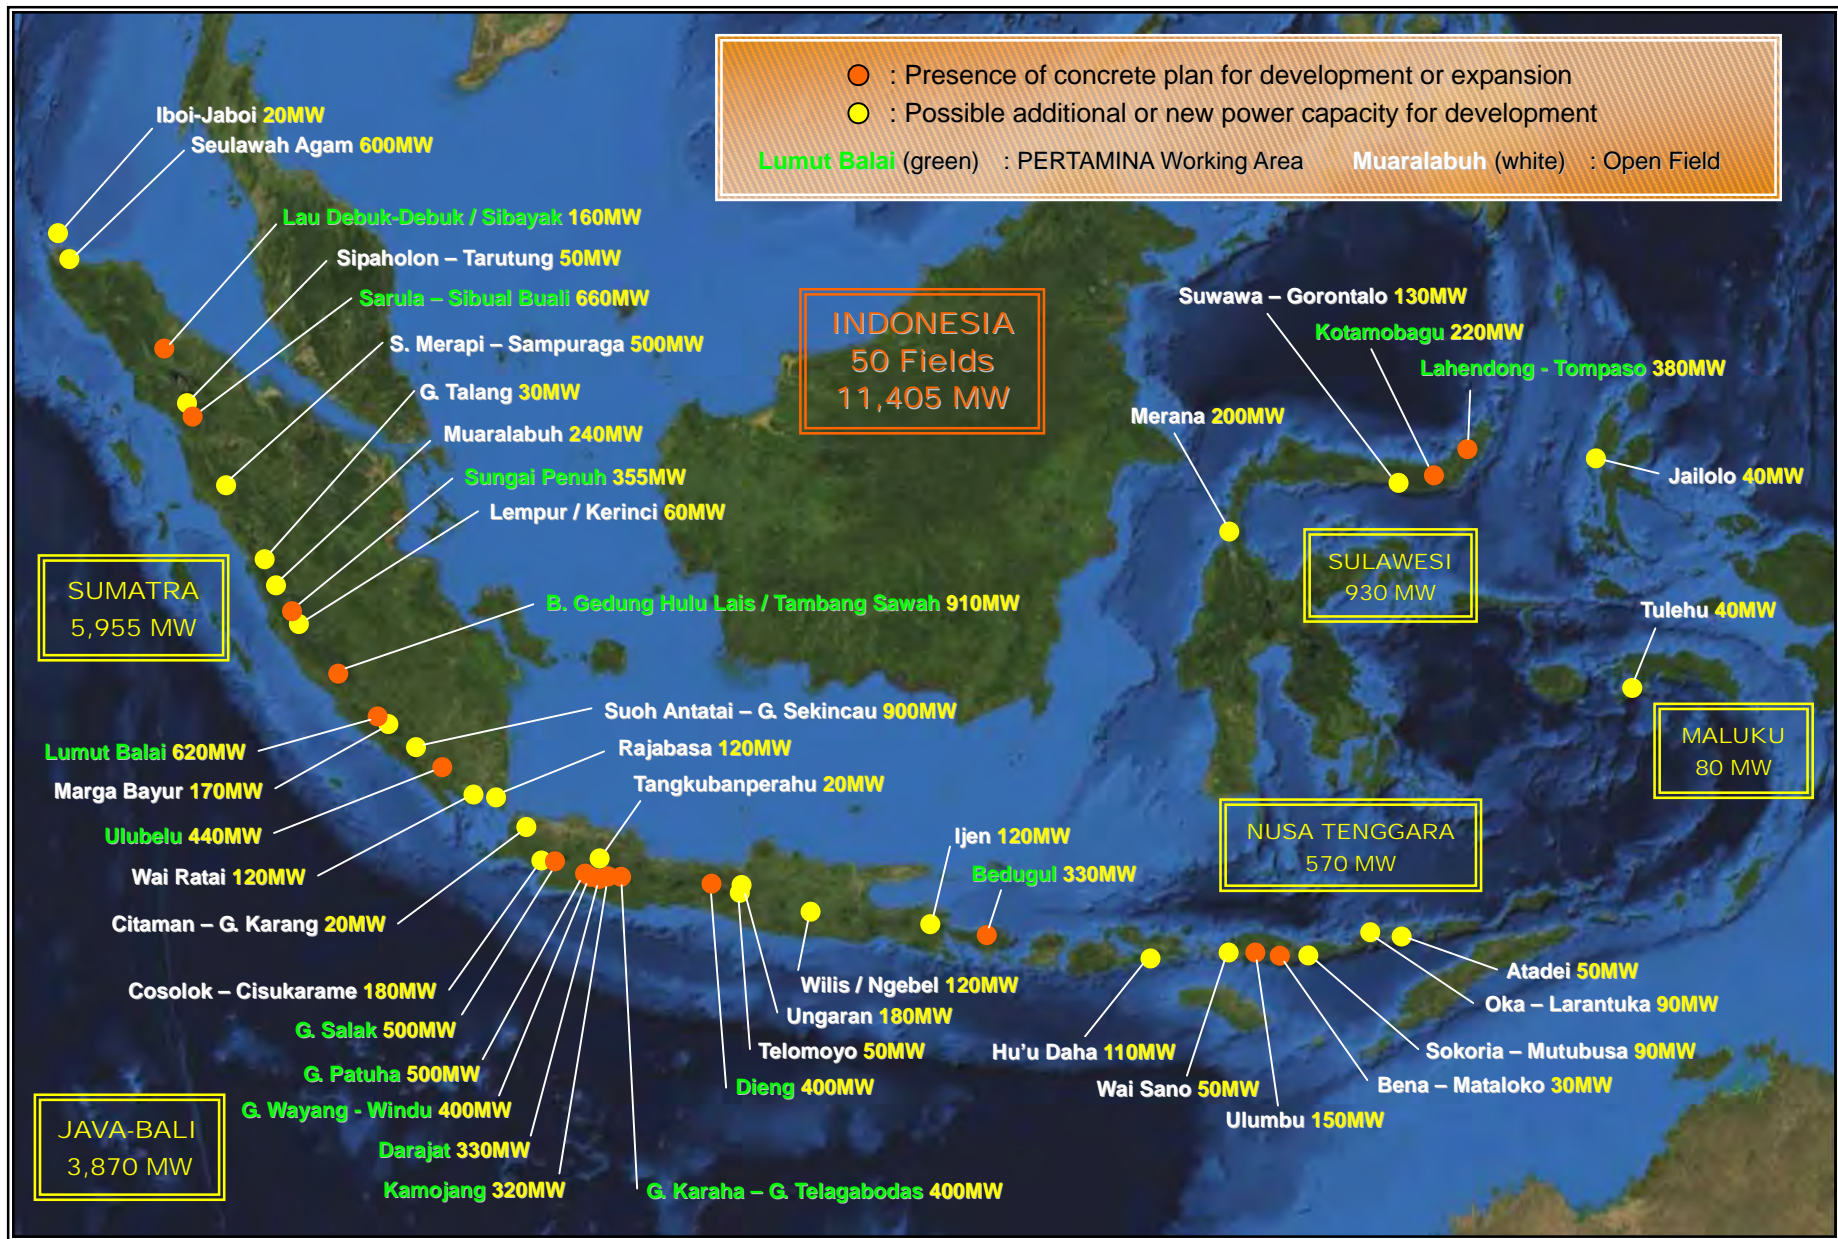 : Presence of concrete plan for development or expansion
: Possible additional or new power capacity for development
Lumut Balai (green) : PERTAMINA Working Area Muaralabuh (white) : Open Field
Iboi-Jaboi 20MW
Seulawah Agam 600MW
Lau Debuk-Debuk / Sibayak 160MW
Sipaholon – Tarutung 50MW
Sarula – Sibual Buali 660MW
S. Merapi – Sampuraga 500MW
G. Talang 30MW
Muaralabuh 240MW
Sungai Penuh 355MW
Lempur / Kerinci 60MW
INDONESIA
50 Fields
11,405 MW
Suwawa – Gorontalo 130MW
Kotamobagu 220MW
Lahendong - Tompaso 380MW
Merana 200MW
Jailolo 40MW
SUMATRA
5,955 MW
SULAWESI
930 MW
B. Gedung Hulu Lais / Tambang Sawah 910MW
Tulehu 40MW
Suoh Antatai – G. Sekincau 900MW
Rajabasa 120MW
Tangkubanperahu 20MW
Lumut Balai 620MW
Marga Bayur 170MW
Ulubelu 440MW
Wai Ratai 120MW
Citaman – G. Karang 20MW
MALUKU
80 MW
NUSA TENGGARA
570 MW
Ijen 120MW
Bedugul 330MW
Cosolok – Cisukarame 180MW
G. Salak 500MW
G. Patuha 500MW
G. Wayang - Windu 400MW
Darajat 330MW
Kamojang 320MW
G. Karaha – G. Telagabodas 400MW
Wilis / Ngebel 120MW
Ungaran 180MW
Telomoyo 50MW
Dieng 400MW
Hu'u Daha 110MW
Wai Sano 50MW
Ulumbu 150MW
Bena – Mataloko 30MW
Sokoria – Mutubusa 90MW
Oka – Larantuka 90MW
Atadei 50MW
JAVA-BALI
3,870 MW